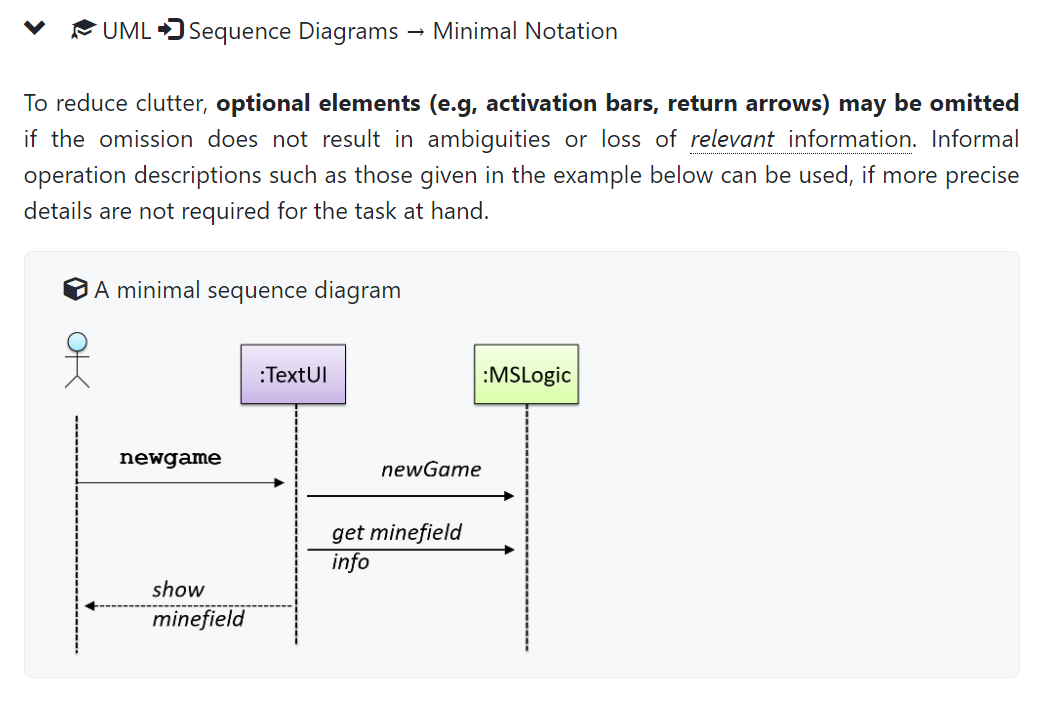 UML Sequence Diagrams → Minimal Notation
To reduce clutter, optional elements (e.g, activation bars, return arrows) may be omitted
if the omission does not result in ambiguities or loss of relevant information. Informal
operation descriptions such as those given in the example below can be used, if more precise
details are not required for the task at hand.
A minimal sequence diagram
:TextUI
:MSLogic
newgame
newGame
get minefield
info
show
minefield